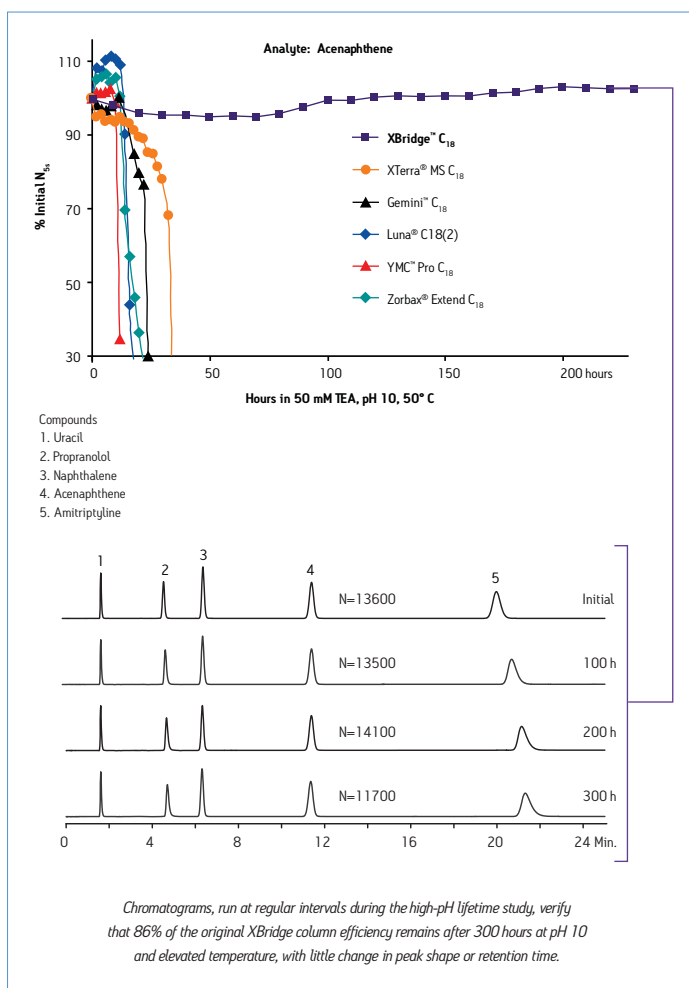 Analyte: Acenaphthene
110
90
70
50
30
% Initial N5s
XBridge™ C18
XTerra® MS C18
Gemini™ C18
Luna® C18(2)
YMC™ Pro C18
Zorbax® Extend C18
0 50 100 150 200 hours
Hours in 50 mM TEA, pH 10, 50° C
Compounds
1. Uracil
2. Propranolol
3. Naphthalene
4. Acenaphthene
5. Amitriptyline
1 2 3 4 5
N=13600 Initial
N=13500 100 h
N=14100 200 h
N=11700 300 h
0 4 8 12 16 20 24 Min.
Chromatograms, run at regular intervals during the high-pH lifetime study, verify
that 86% of the original XBridge column efficiency remains after 300 hours at pH 10
and elevated temperature, with little change in peak shape or retention time.